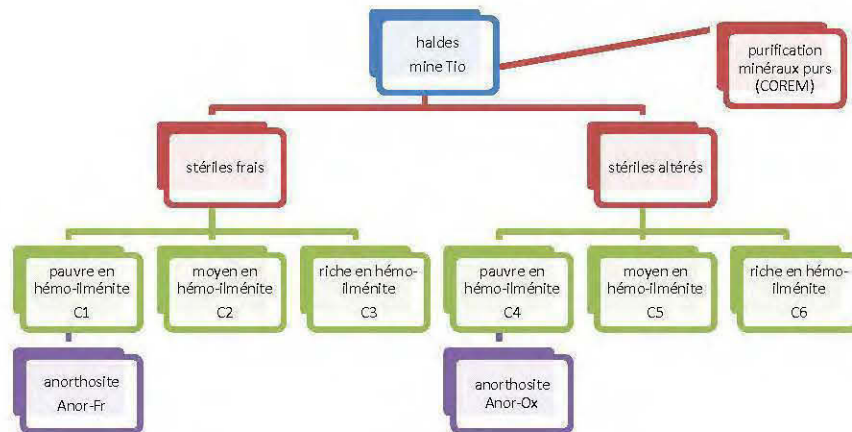 haldes
mine Tio
purification
minéraux purs
(COREM)
stériles frais
stériles altérés
pauvre en
hémo-ilménite
C1
moyen en
hémo-ilménite
C2
riche en hémo-
ilménite
C3
pauvre en
hémo-ilménite
C4
moyen en
hémo-ilménite
C5
riche en hémo-
ilménite
C6
anorthosite
Anor-Fr
anorthosite
Anor-Ox